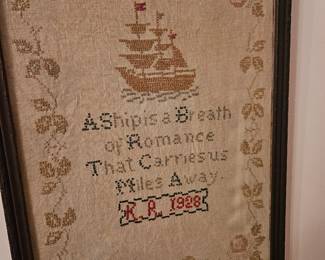 A Ship is a Breath
of Romance
That Carries us
Miles Away.
K. A. 1928